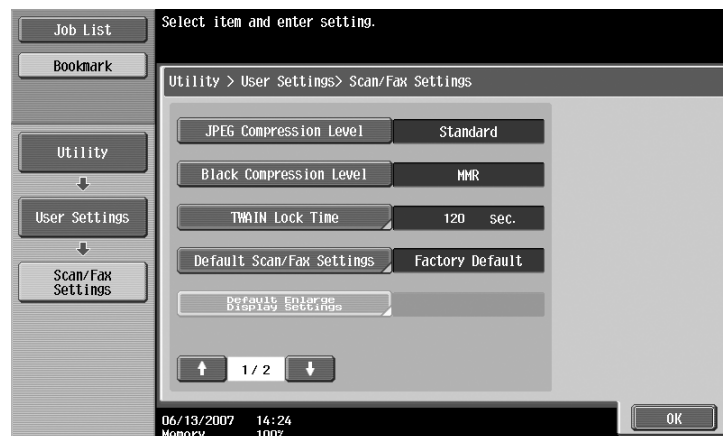 Job List
Bookmark
Utility
User Settings
Scan/Fax
Settings
Select item and enter setting.
Utility > User Settings> Scan/Fax Settings
JPEG Compression Level Standard
Black Compression Level MMR
TWAIN Lock Time 120 sec.
Default Scan/Fax Settings Factory Default
Default Enlarge
Display Settings
1/2
06/13/2007 14:24
Memory 100%
OK